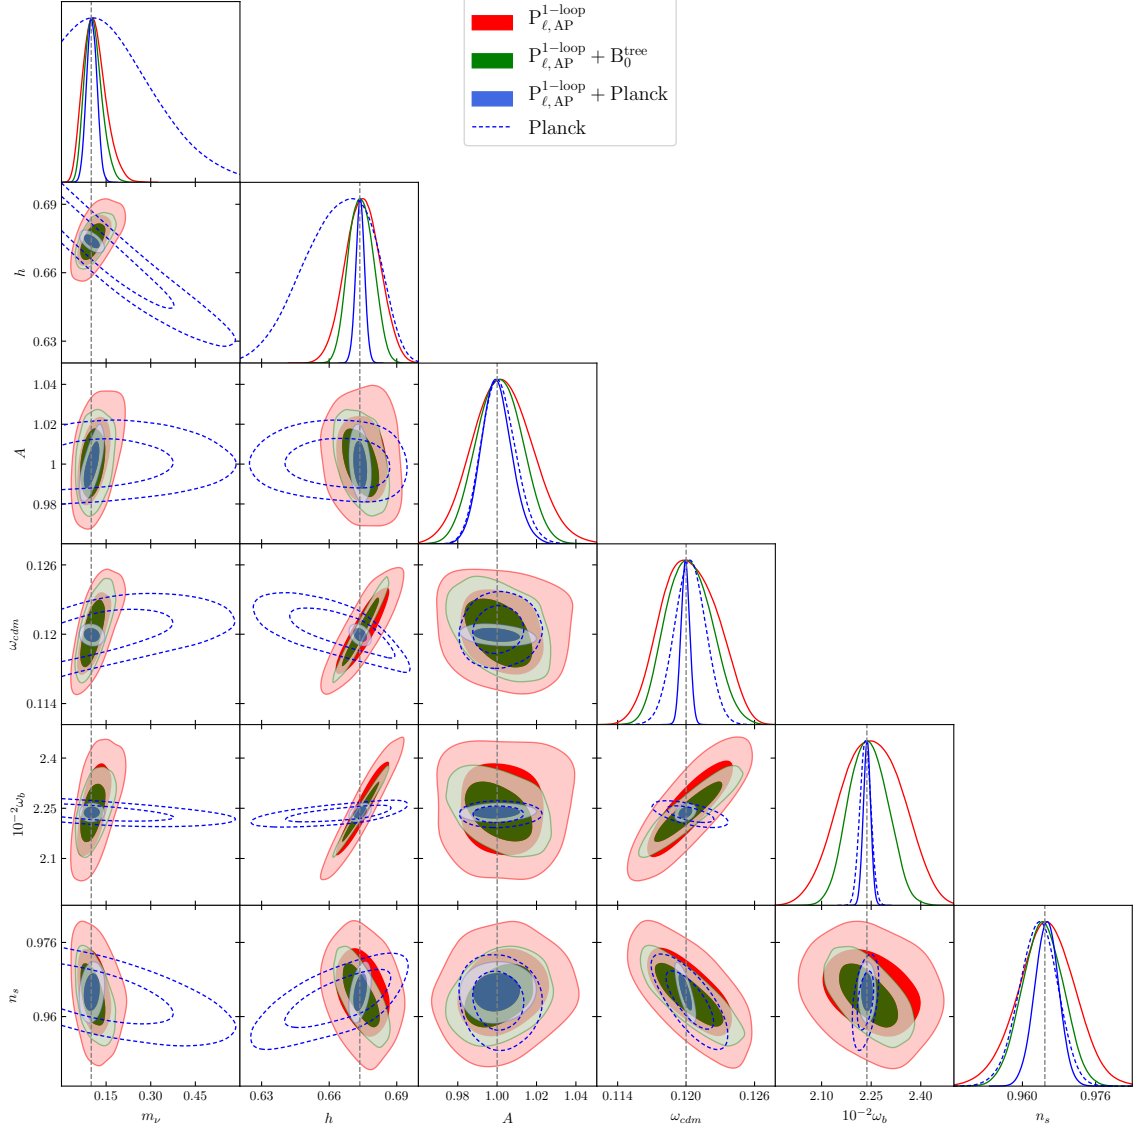 P^{1-loop}_{ℓ, AP}
P^{1-loop}_{ℓ, AP} + B^{tree}_0
P^{1-loop}_{ℓ, AP} + Planck
Planck
0.69
0.66
0.63
h
1.04
1.02
1
0.98
A
0.126
0.12
0.114
ω_{cdm}
2.4
2.25
2.1
10^{-2}ω_b
0.976
0.96
n_s
0.15 0.30 0.45
m_ν
0.63 0.66 0.69
h
0.98 1.00 1.02 1.04
A
0.114 0.120 0.126
ω_{cdm}
2.10 2.25 2.40
10^{-2}ω_b
0.960 0.976
n_s